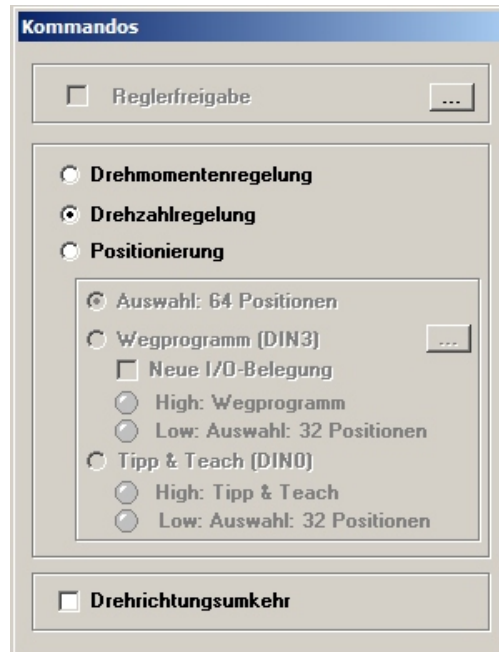 Kommandos
Reglerfreigabe ...
Drehmomentenregelung
Drehzahlregelung
Positionierung
Auswahl: 64 Positionen
Wegprogramm (DIN3) ...
Neue I/O-Belegung
High: Wegprogramm
Low: Auswahl: 32 Positionen
Tipp & Teach (DIN0)
High: Tipp & Teach
Low: Auswahl: 32 Positionen
Drehrichtungsumkehr